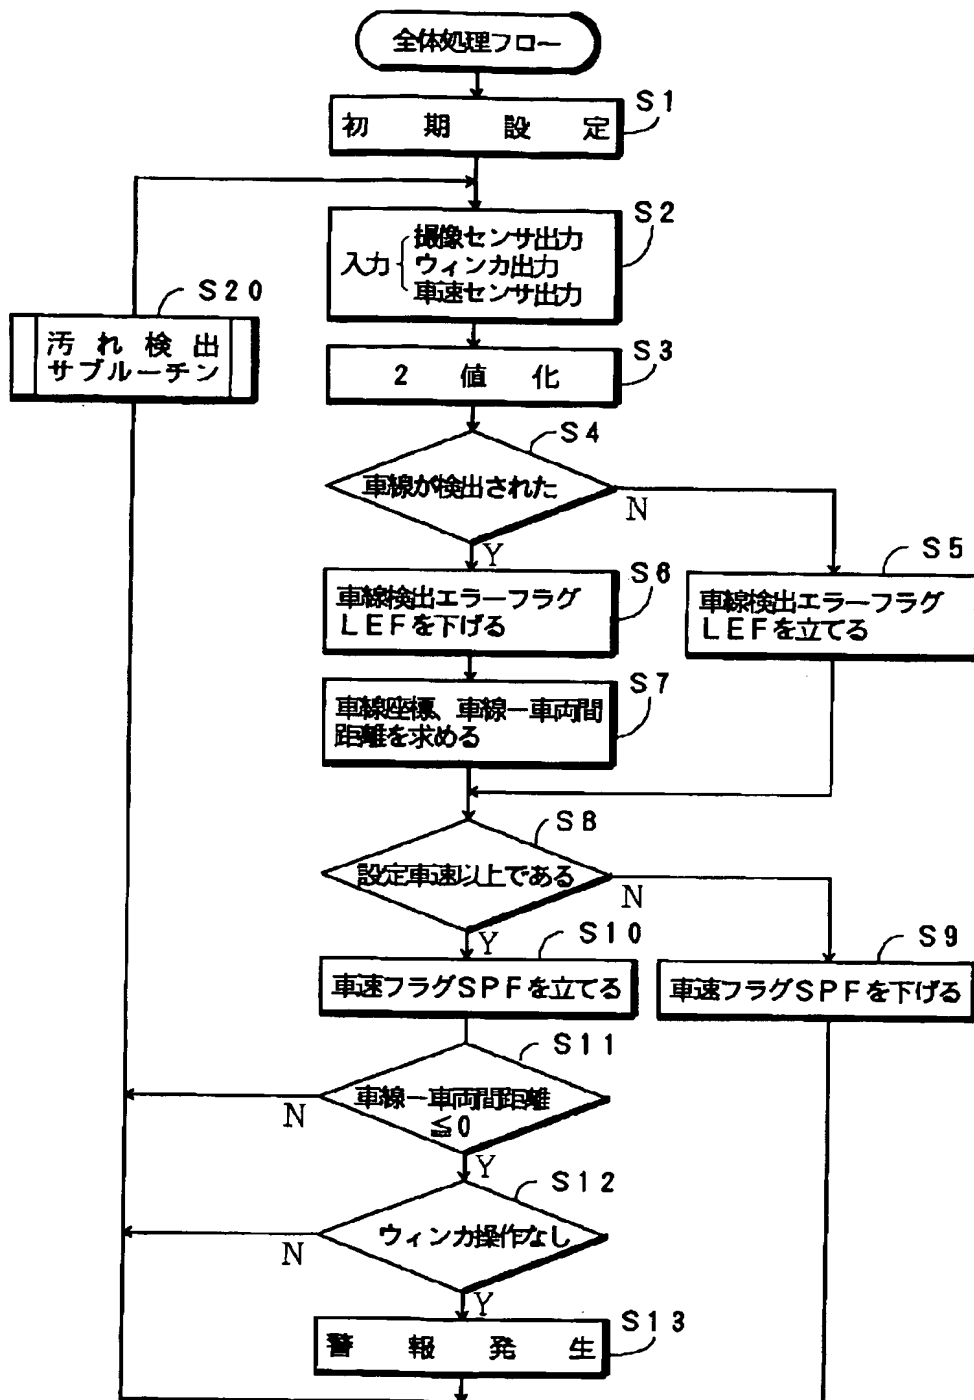 全体処理フロー
S1
初期設定
S2
入力
撮像センサ出力
ウィンカ出力
車速センサ出力
S20
汚れ検出
サブルーチン
S3
2値化
S4
車線が検出された
N
Y
S5
車線検出エラーフラグ
LEFを立てる
S6
車線検出エラーフラグ
LEFを下げる
S7
車線座標、車線−車両間
距離を求める
S8
設定車速以上である
N
Y
S9
車速フラグSPFを下げる
S10
車速フラグSPFを立てる
S11
車線−車両間距離
≦0
N
Y
S12
ウィンカ操作なし
N
Y
S13
警報発生